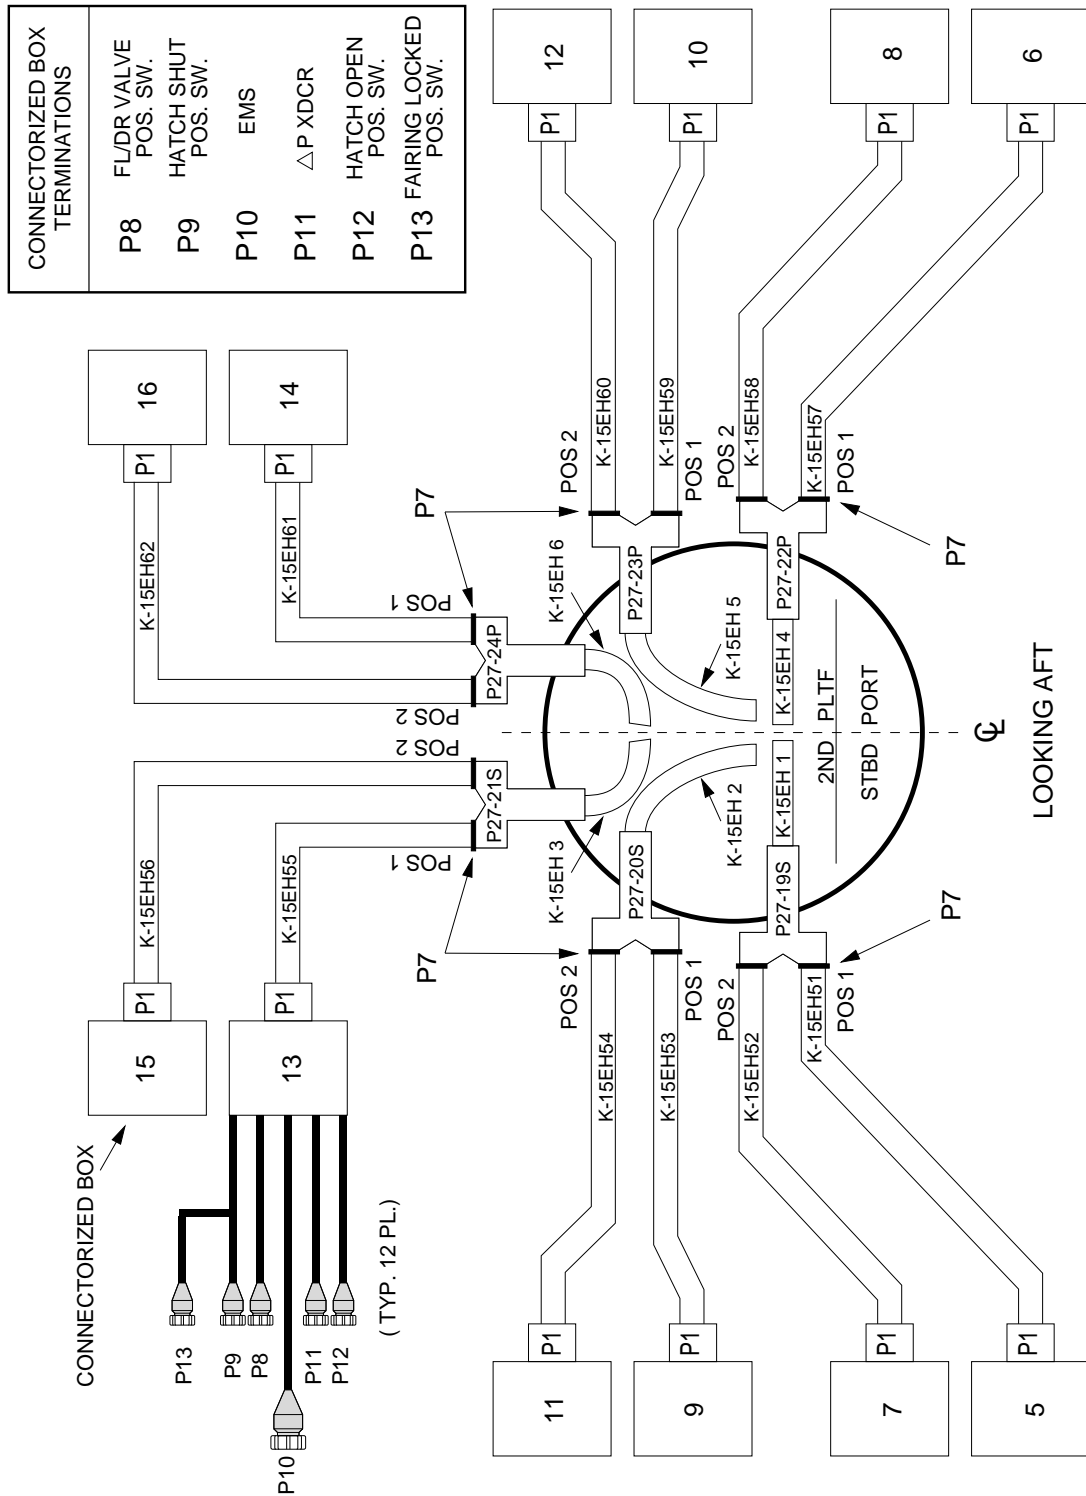 CONNECTORIZED BOX
TERMINATIONS
P8 FL/DR VALVE
POS. SW.
P9 HATCH SHUT
POS. SW.
P10 EMS
P11 △P XDCR
P12 HATCH OPEN
POS. SW.
P13 FAIRING LOCKED
POS. SW.
CONNECTORIZED BOX
15
P1
K-15EH56
K-15EH62
P1
16
13
P1
K-15EH55
K-15EH61
P1
14
P13
P9
P8
P10
P11
P12
( TYP. 12 PL.)
P7
POS 1
POS 2
POS 2
POS 1
P7
P27-21S
P27-24P
11
P1
K-15EH54
POS 2
K-15EH 3
K-15EH 6
POS 2
K-15EH60
P1
12
P27-20S
P27-23P
9
P1
K-15EH53
POS 1
K-15EH 2
K-15EH 5
POS 1
K-15EH59
P1
10
7
P1
K-15EH52
POS 2
POS 2
K-15EH58
P1
8
P27-19S
K-15EH 1
K-15EH 4
P27-22P
5
P1
K-15EH51
POS 1
POS 1
K-15EH57
P1
6
2ND PLTF
STBD PORT
P7
P7
CL
LOOKING AFT